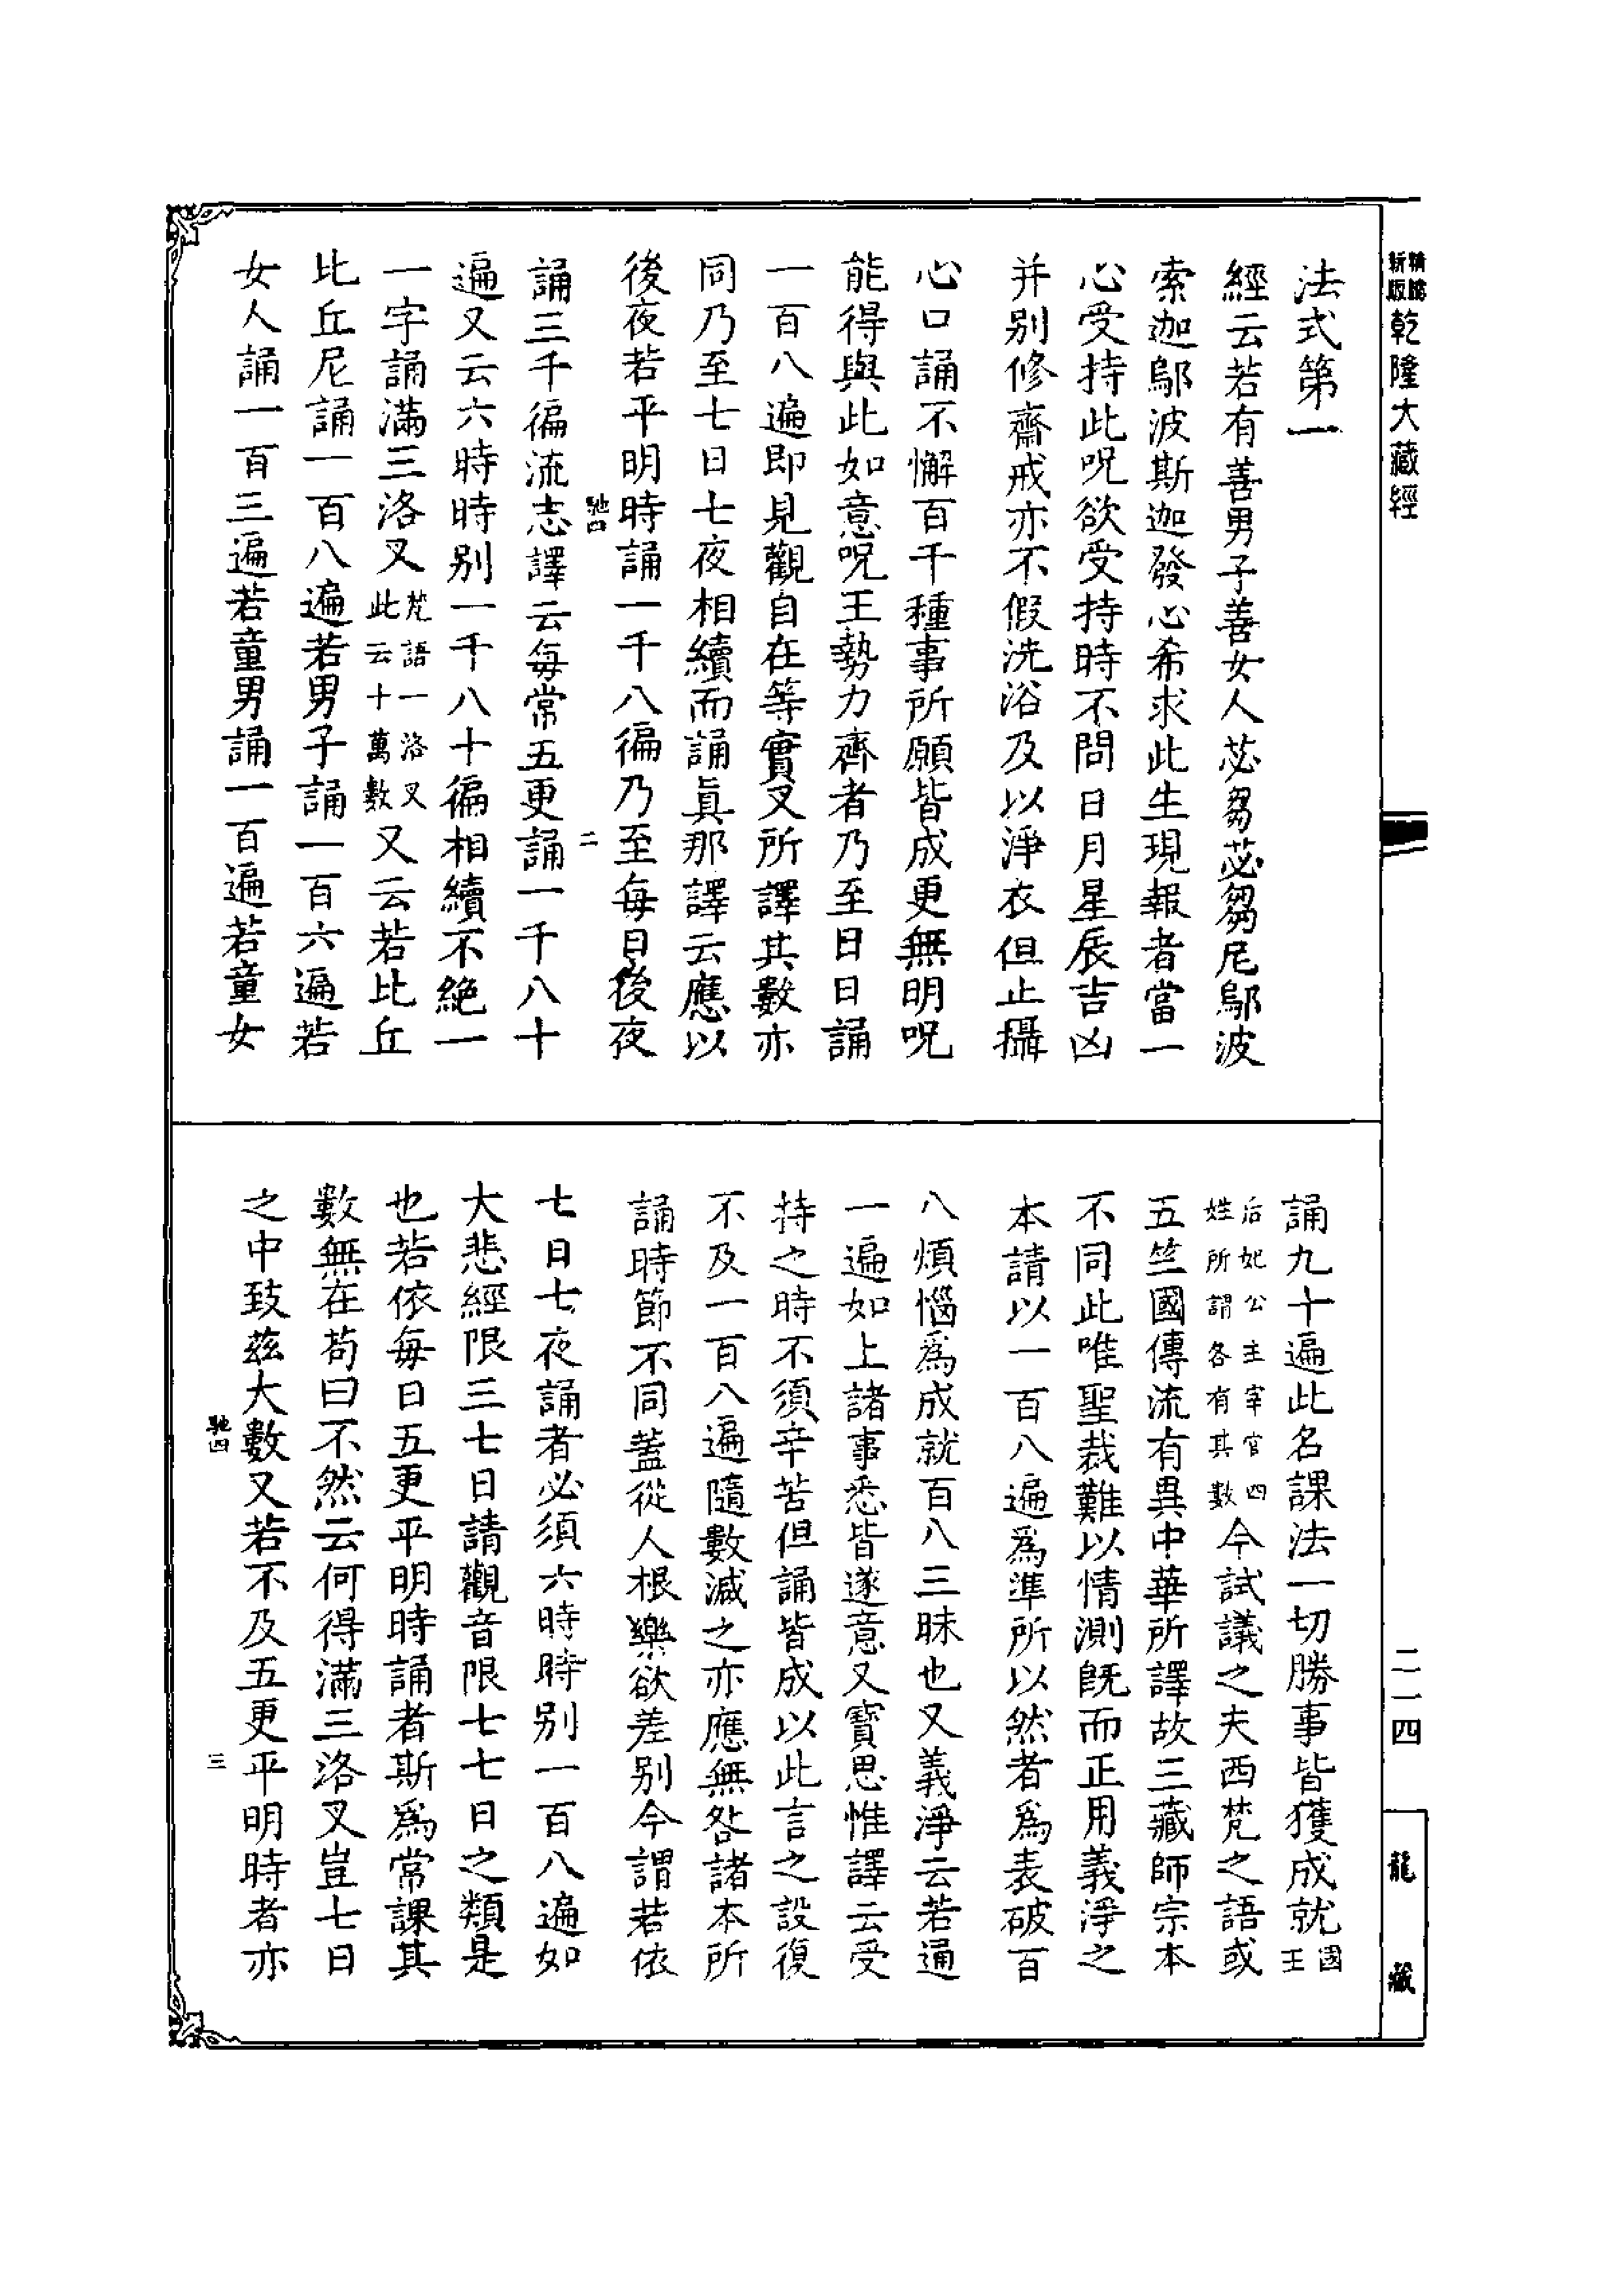 乾隆大藏經
法式第一
經云若有善男子善女人苾芻苾芻尼鄔波
索迦鄔波斯迦發心希求此生現報者當一
心受持此呪欲受持時不問日月星辰吉凶
并别修齋戒亦不假洗浴及以淨衣但止攝
心口誦不懈百千種事所願皆成更無明呪
能得與此如意呪王勢力齊者乃至日日誦
一百八遍即見觀自在等實叉所譯其數亦
同乃至七日七夜相續而誦眞那譯云應以
後夜若平明時誦一千八徧乃至每日後夜
馳四
二
誦三千徧流志譯云每常五更誦一千八十
遍又云六時時别一千八十徧相續不絶一
一字誦滿三洛叉梵語一洛叉此云十萬數又云若比丘
比丘尼誦一百八遍若男子誦一百六遍若
女人誦一百三遍若童男誦一百遍若童女
誦九十遍此名課法一切勝事皆獲成就國王
后妃公主宰官四姓所謂各有其數今試議之夫西梵之語或
五竺國傳流有異中華所譯故三藏師宗本
不同此唯聖裁難以情測旣而正用義淨之
本請以一百八遍爲準所以然者爲表破百
八煩惱爲成就百八三昧也又義淨云若通
一遍如上諸事悉皆遂意又寶思惟譯云受
持之時不須辛苦但誦皆成以此言之設復
不及一百八遍隨數減之亦應無咎諸本所
誦時節不同蓋從人根樂欲差别今謂若依
七日七夜誦者必須六時時别一百八遍如
大悲經限三七日請觀音限七七日之類是
也若依每日五更平明時誦者斯爲常課其
數無在苟曰不然云何得滿三洛叉豈七日
之中致茲大數又若不及五更平明時者亦
馳四
三
二一四
龍藏